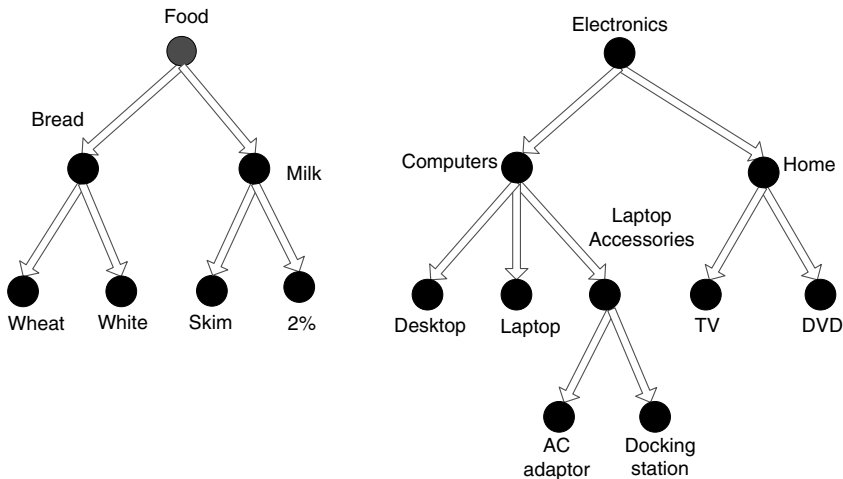 Food
Electronics
Bread
Milk
Computers
Home
Laptop
Accessories
Wheat
White
Skim
2%
Desktop
Laptop
TV
DVD
AC
adaptor
Docking
station